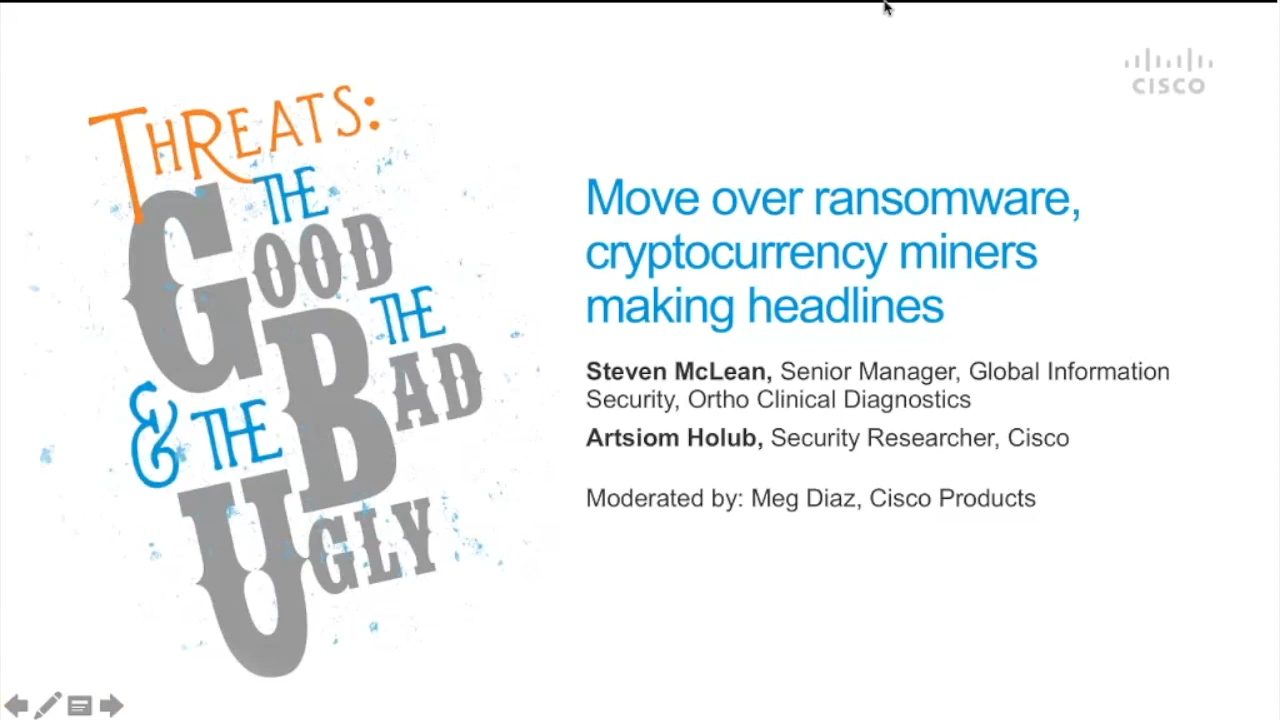 CISCO
THREATS:
THE
GOOD
THE
BAD
& THE
UGLY
Move over ransomware,
cryptocurrency miners
making headlines
Steven McLean, Senior Manager, Global Information
Security, Ortho Clinical Diagnostics
Artsiom Holub, Security Researcher, Cisco
Moderated by: Meg Diaz, Cisco Products